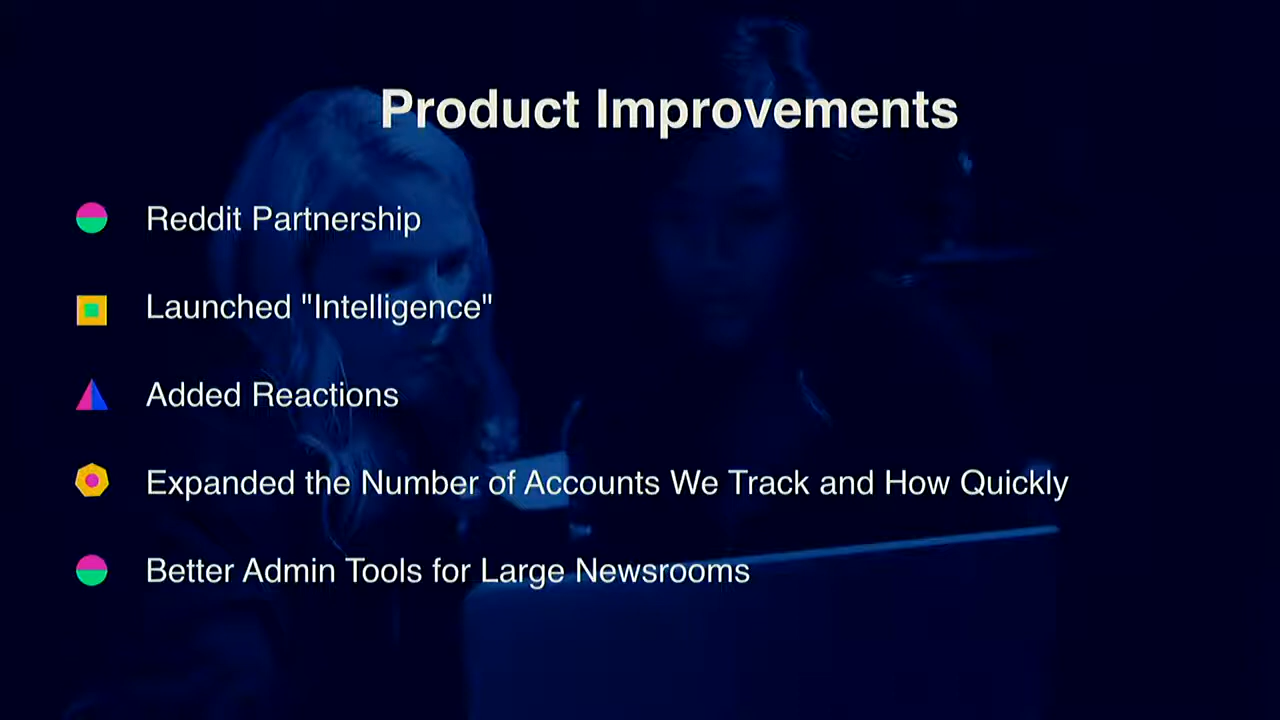 Product Improvements
Reddit Partnership
Launched "Intelligence"
Added Reactions
Expanded the Number of Accounts We Track and How Quickly
Better Admin Tools for Large Newsrooms